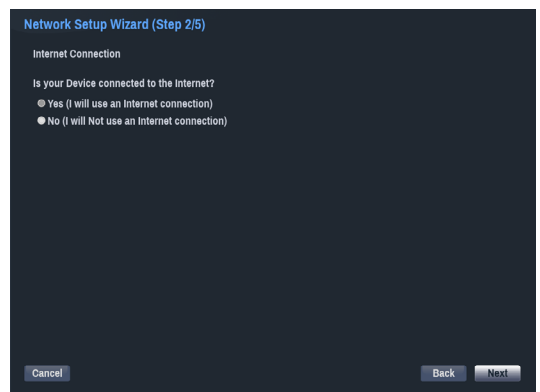 Network Setup Wizard (Step 2/5)
Internet Connection
Is your Device connected to the Internet?
Yes (I will use an Internet connection)
No (I will Not use an Internet connection)
Cancel Back Next